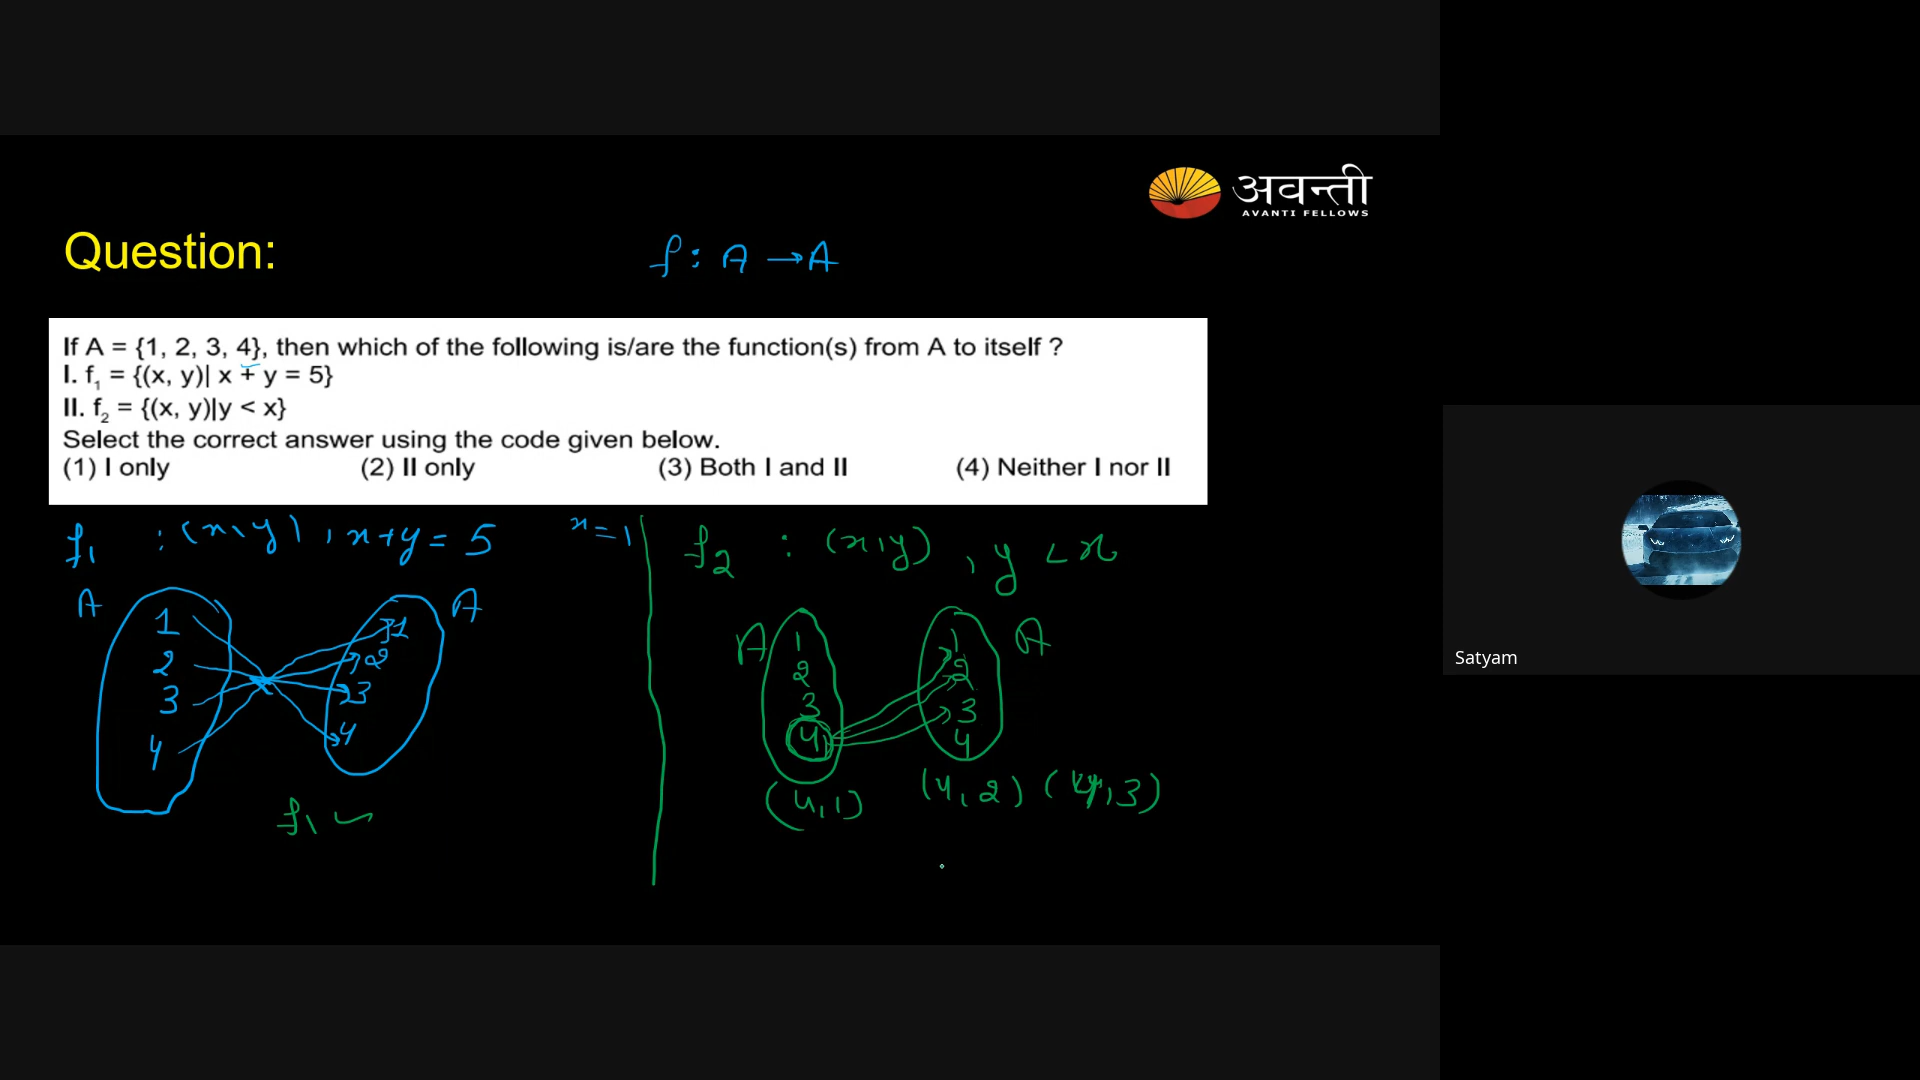 अवन्ती
AVANTI FELLOWS
Question:
f : A → A
If A = {1, 2, 3, 4}, then which of the following is/are the function(s) from A to itself ?
I. f₁ = {(x, y)| x + y = 5}
II. f₂ = {(x, y)|y < x}
Select the correct answer using the code given below.
(1) I only (2) II only (3) Both I and II (4) Neither I nor II
f₁ : (x, y) , x+y = 5 x = 1
A A
1 1
2 2
3 3
4 4
f₁ ✓
f₂ : (x, y) , y < x
A A
1 1
2 2
3 3
4 4
(4, 1) (4, 2) (4, 3)
Satyam